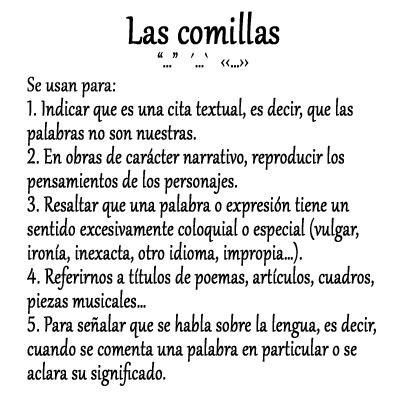 Las comillas
“...” ´...` ‹‹...››
Se usan para:
1. Indicar que es una cita textual, es decir, que las
palabras no son nuestras.
2. En obras de carácter narrativo, reproducir los
pensamientos de los personajes.
3. Resaltar que una palabra o expresión tiene un
sentido excesivamente coloquial o especial (vulgar,
ironía, inexacta, otro idioma, impropia...).
4. Referirnos a títulos de poemas, artículos, cuadros,
piezas musicales...
5. Para señalar que se habla sobre la lengua, es decir,
cuando se comenta una palabra en particular o se
aclara su significado.